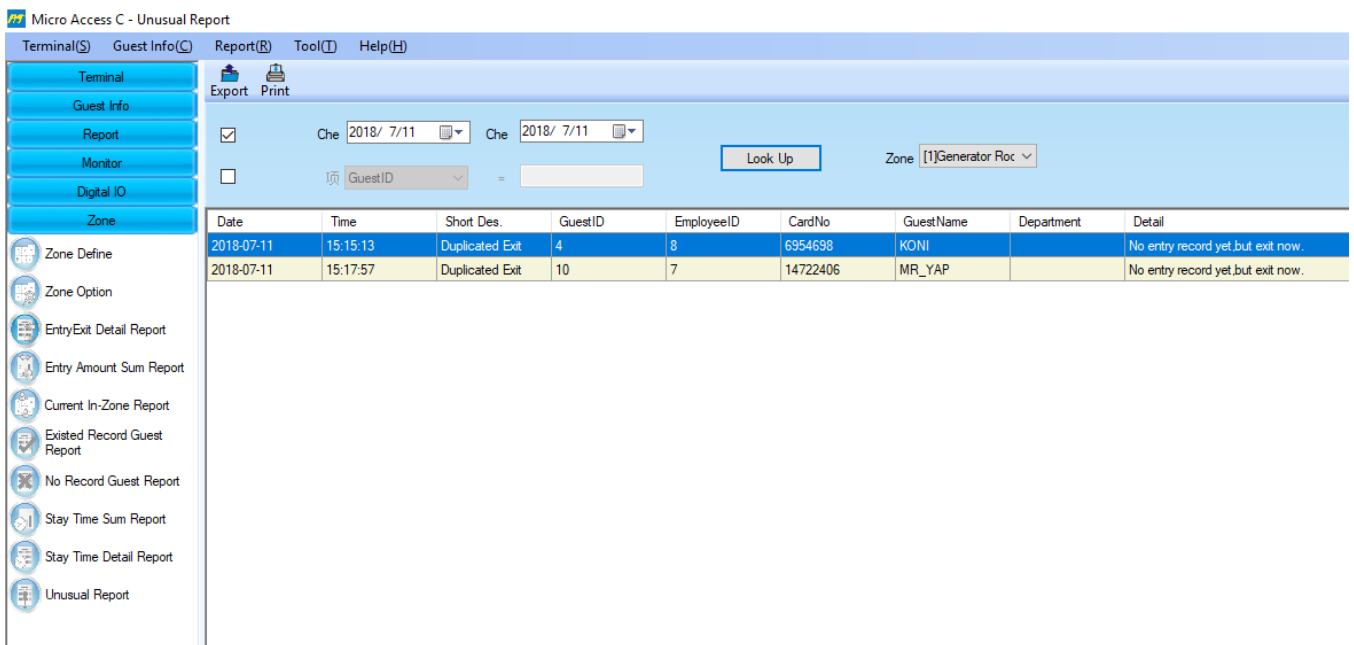 Micro Access C - Unusual Report
Terminal(S) Guest Info(C) Report(R) Tool(T) Help(H)
Terminal
Guest Info
Report
Monitor
Digital IO
Zone
Zone Define
Zone Option
EntryExit Detail Report
Entry Amount Sum Report
Current In-Zone Report
Existed Record Guest
Report
No Record Guest Report
Stay Time Sum Report
Stay Time Detail Report
Unusual Report
Export Print
Che 2018/ 7/11 Che 2018/ 7/11
项 GuestID =
Look Up
Zone [1]Generator Roc
Date Time Short Des. GuestID EmployeeID CardNo GuestName Department Detail
2018-07-11 15:15:13 Duplicated Exit 4 8 6954698 KONI No entry record yet,but exit now.
2018-07-11 15:17:57 Duplicated Exit 10 7 14722406 MR_YAP No entry record yet,but exit now.